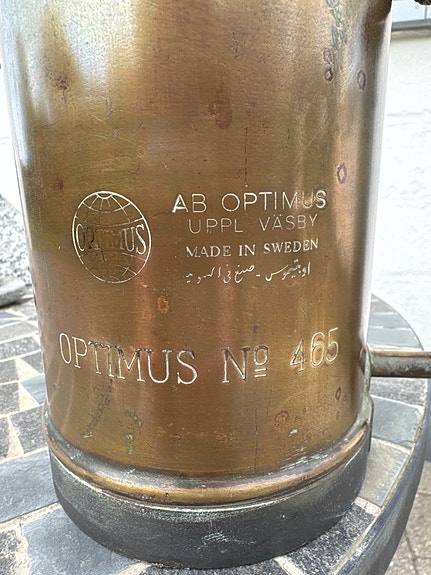 OPTIMUS
AB OPTIMUS
UPPL VÄSBY
MADE IN SWEDEN
اوبتيموس - صنع في السويد
OPTIMUS Nº 465